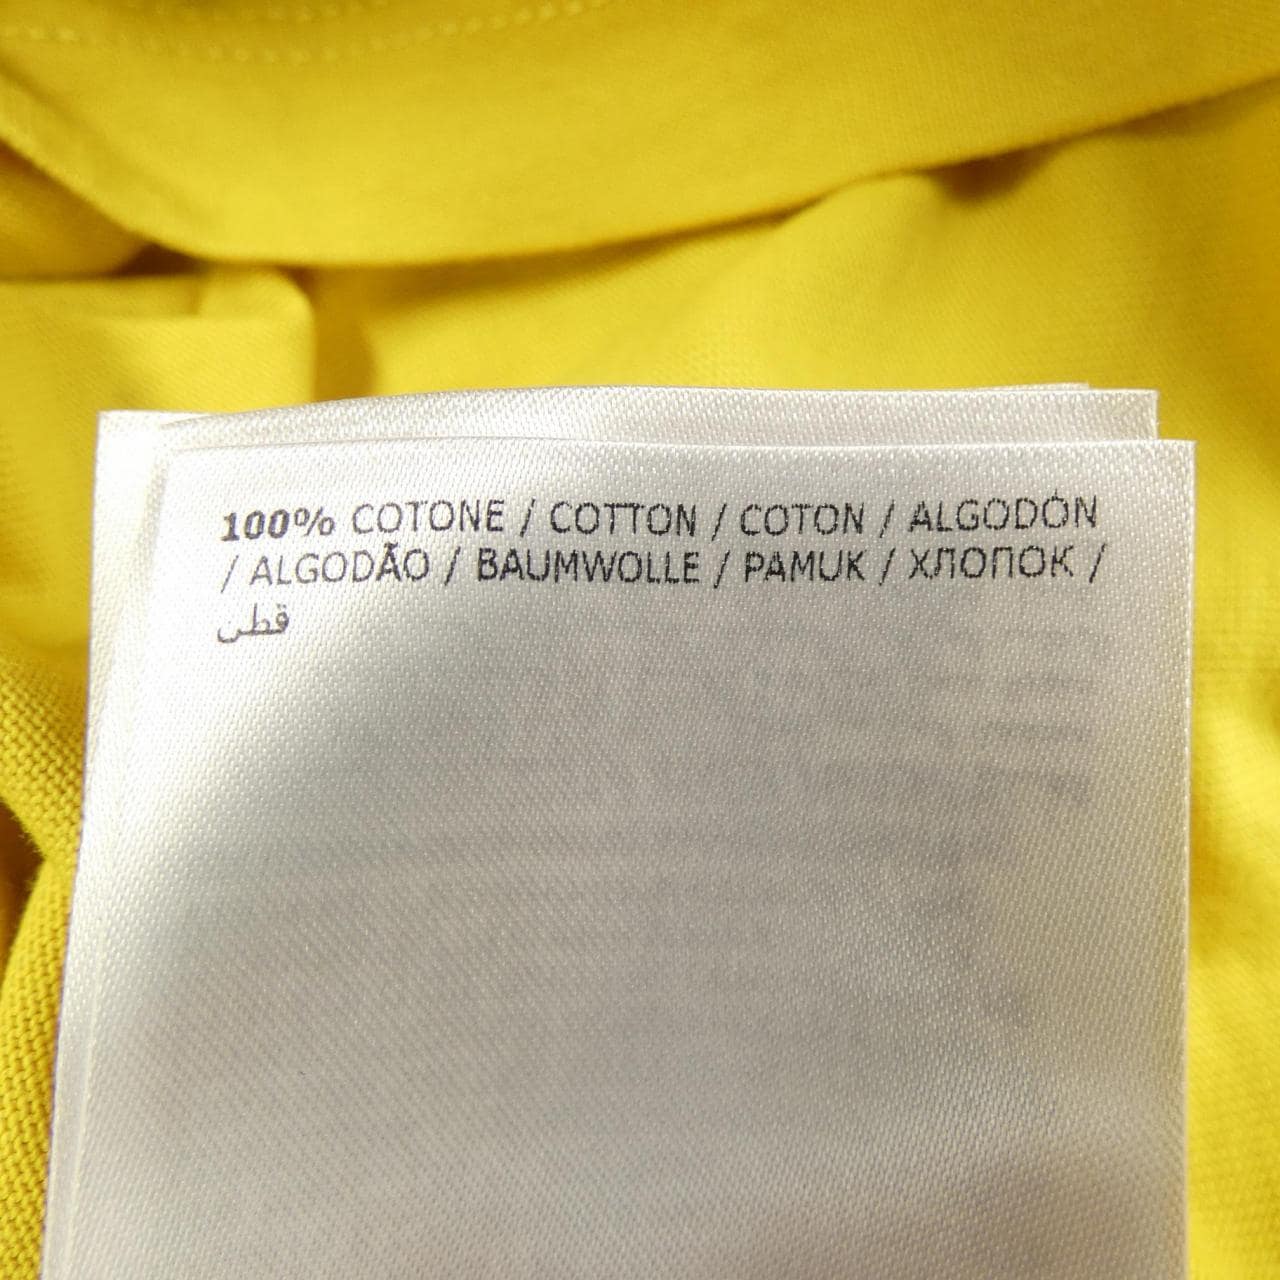 100% COTONE / COTTON / COTON / ALGODÓN
/ ALGODÃO / BAUMWOLLE / PAMUK / ХЛОПОК /
قطن